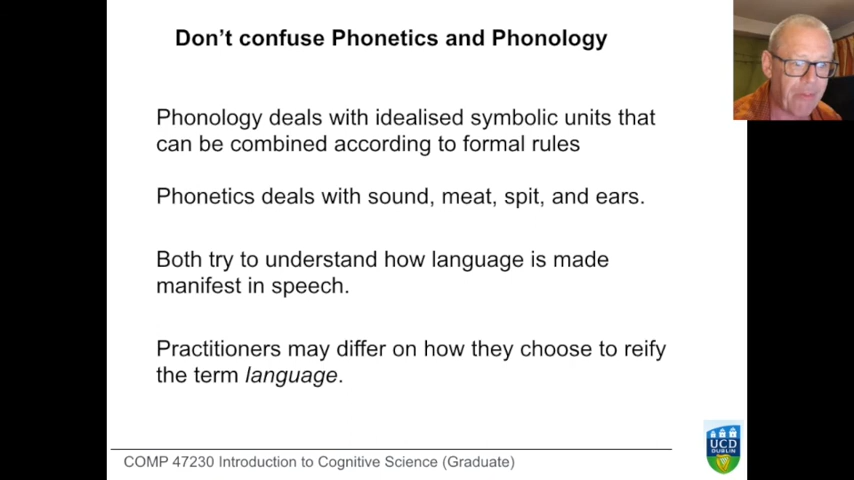 Don't confuse Phonetics and Phonology
Phonology deals with idealised symbolic units that
can be combined according to formal rules
Phonetics deals with sound, meat, spit, and ears.
Both try to understand how language is made
manifest in speech.
Practitioners may differ on how they choose to reify
the term language.
COMP 47230 Introduction to Cognitive Science (Graduate)
UCD
DUBLIN